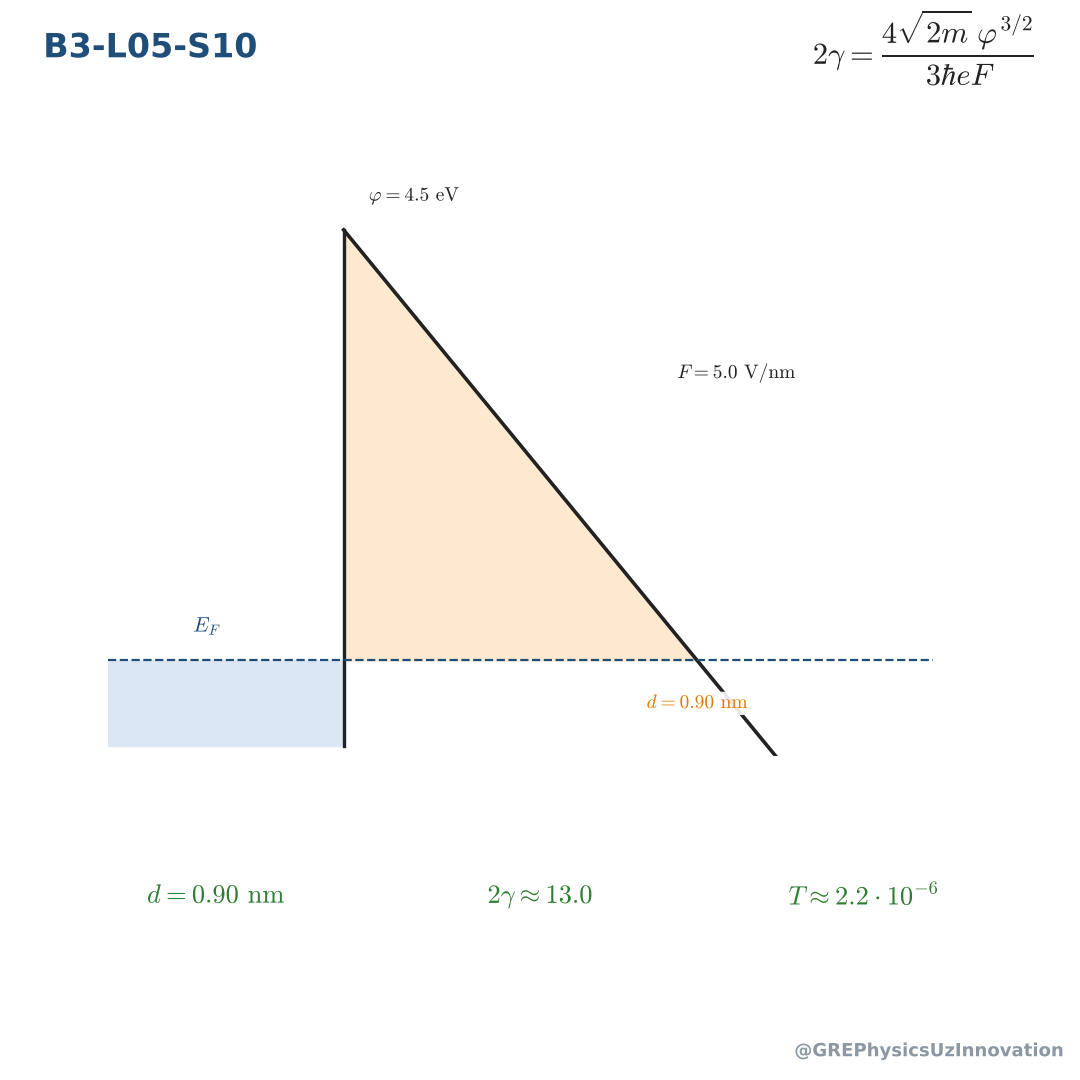 B3-L05-S10
2γ = 4√2m φ^{3/2} / 3ħeF
φ = 4.5 eV
F = 5.0 V/nm
E_F
d = 0.90 nm
d = 0.90 nm
2γ ≈ 13.0
T ≈ 2.2 · 10^{−6}
@GREPhysicsUzInnovation